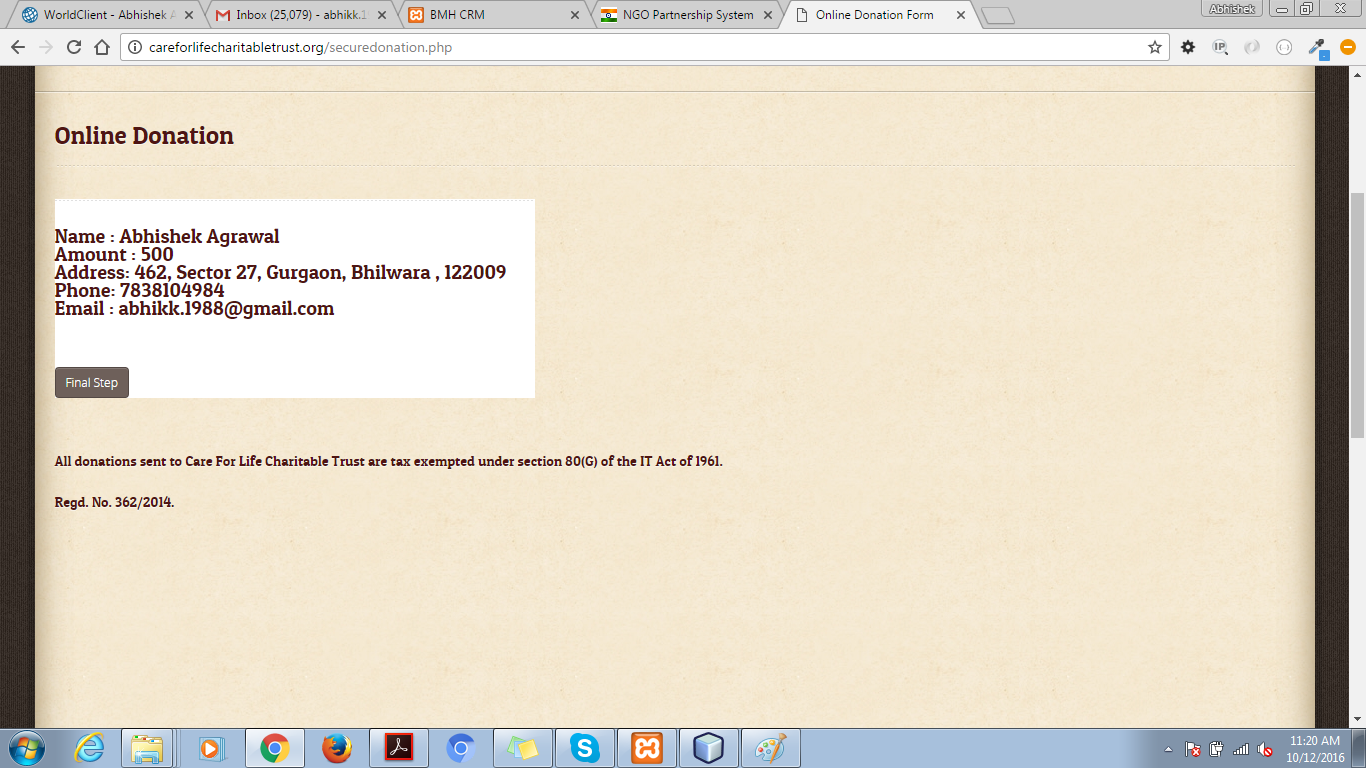 WorldClient - Abhishek A
Inbox (25,079) - abhikk.1
BMH CRM
NGO Partnership System
Online Donation Form
Abhishek
careforlifecharitabletrust.org/securedonation.php
IP
Online Donation
Name : Abhishek Agrawal
Amount : 500
Address: 462, Sector 27, Gurgaon, Bhilwara , 122009
Phone: 7838104984
Email : abhikk.1988@gmail.com
Final Step
All donations sent to Care For Life Charitable Trust are tax exempted under section 80(G) of the IT Act of 1961.
Regd. No. 362/2014.
11:20 AM
10/12/2016